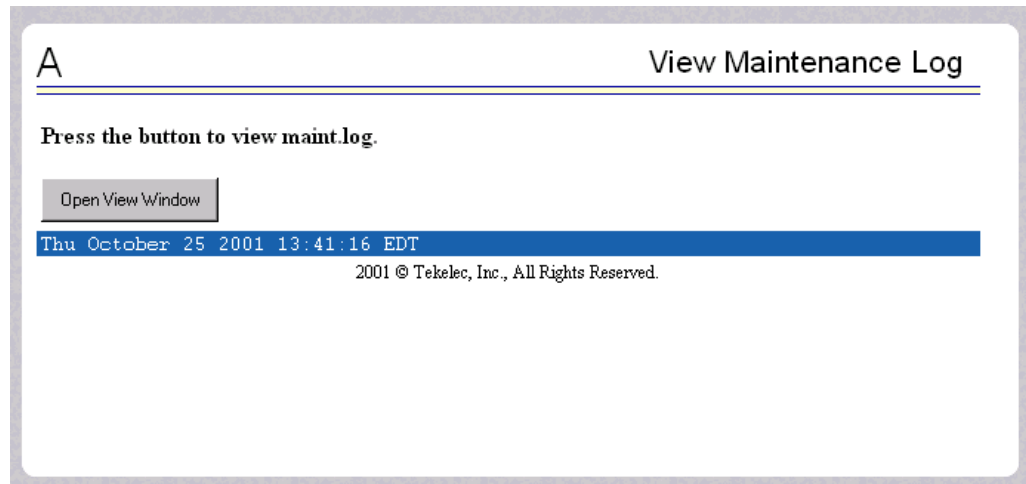 A View Maintenance Log
Press the button to view maint.log.
Open View Window
Thu October 25 2001 13:41:16 EDT
2001 © Tekelec, Inc., All Rights Reserved.